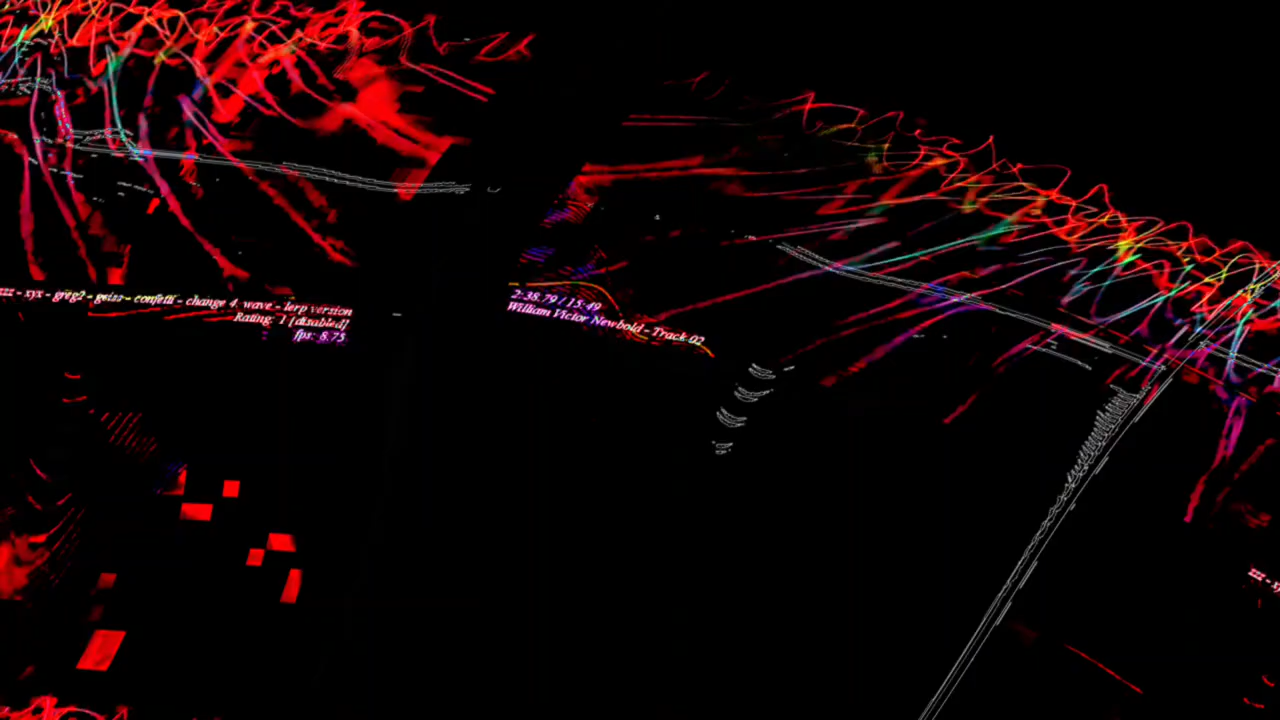 zzz - xyx - greg2 - geiss - confetti - change 4. wave - lerp version
Rating: 1 [disabled]
fps: 8.75
2:38.79 / 15:49
William Victor Newbold - Track 02